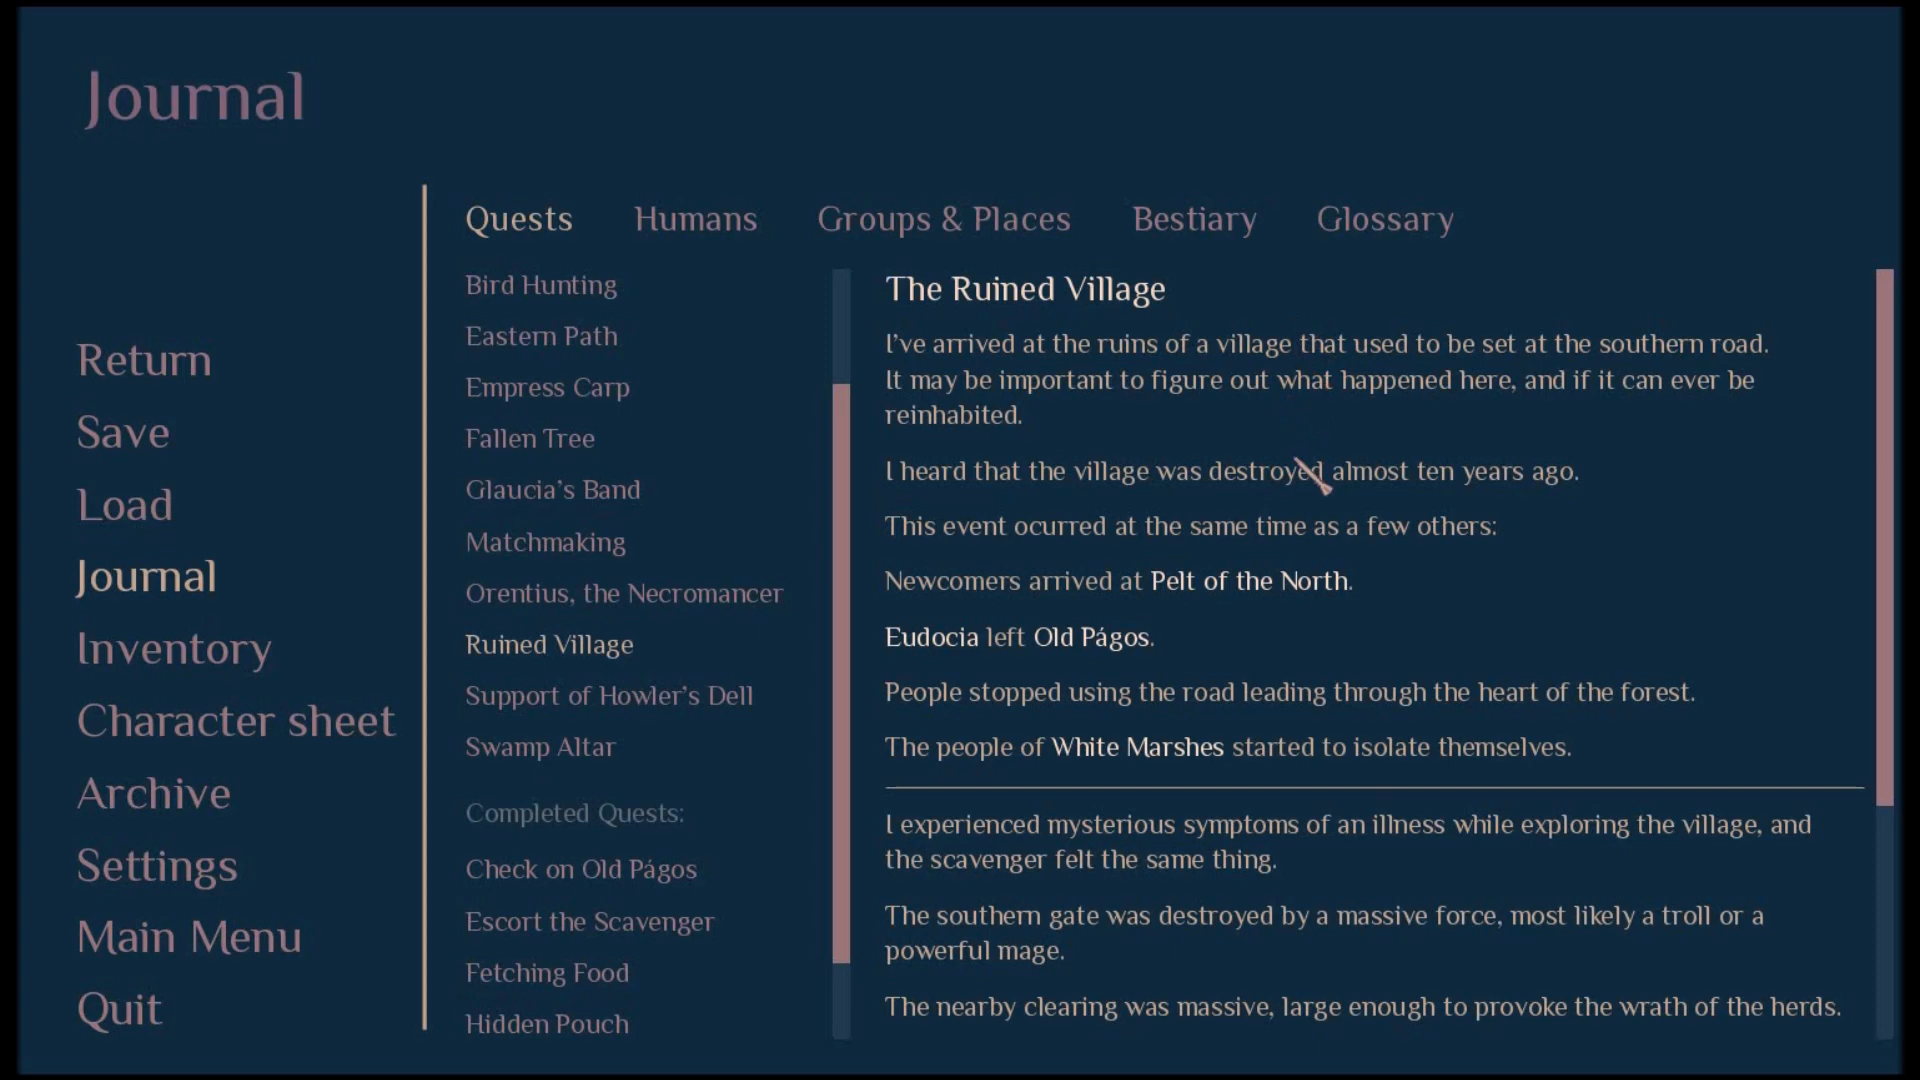 Journal
Return
Save
Load
Journal
Inventory
Character sheet
Archive
Settings
Main Menu
Quit
Quests Humans Groups & Places Bestiary Glossary
Bird Hunting
Eastern Path
Empress Carp
Fallen Tree
Glaucia's Band
Matchmaking
Orentius, the Necromancer
Ruined Village
Support of Howler's Dell
Swamp Altar
Completed Quests:
Check on Old Págos
Escort the Scavenger
Fetching Food
Hidden Pouch
The Ruined Village
I've arrived at the ruins of a village that used to be set at the southern road.
It may be important to figure out what happened here, and if it can ever be
reinhabited.
I heard that the village was destroyed almost ten years ago.
This event ocurred at the same time as a few others:
Newcomers arrived at Pelt of the North.
Eudocia left Old Págos.
People stopped using the road leading through the heart of the forest.
The people of White Marshes started to isolate themselves.
I experienced mysterious symptoms of an illness while exploring the village, and
the scavenger felt the same thing.
The southern gate was destroyed by a massive force, most likely a troll or a
powerful mage.
The nearby clearing was massive, large enough to provoke the wrath of the herds.